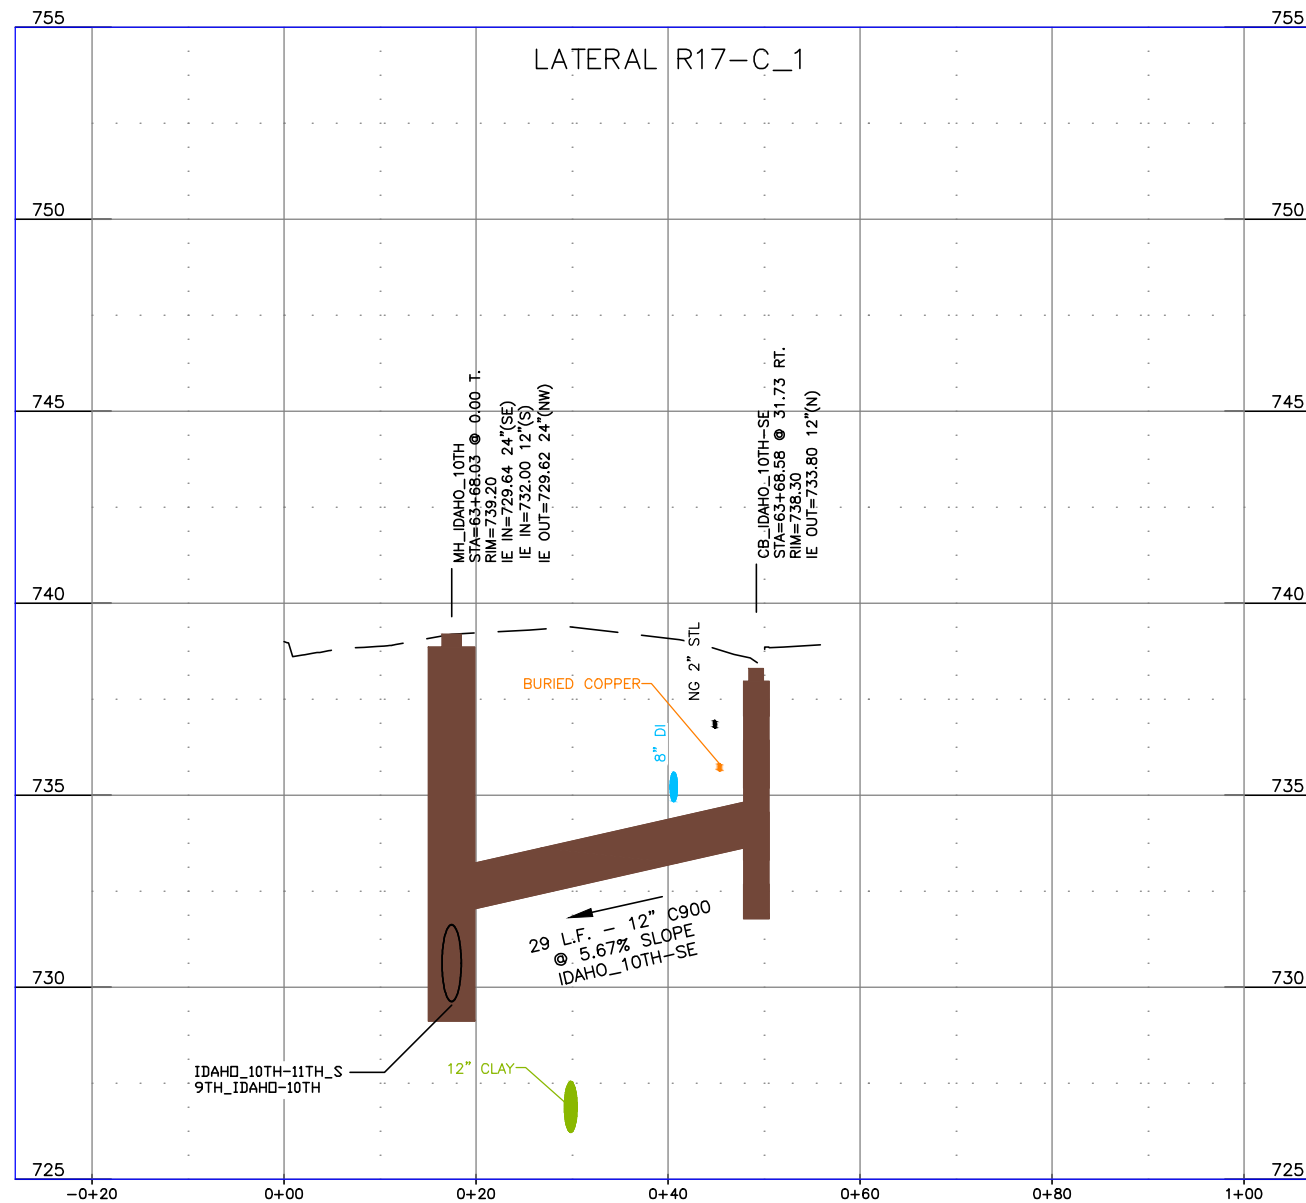 LATERAL R17-C_1
755
755
750
750
745
745
740
740
735
735
730
730
725
725
MH_IDAHO_10TH
STA=63+68.03 @ 0.00 T.
RIM=739.20
IE IN=729.64 24"(SE)
IE IN=732.00 12"(S)
IE OUT=729.62 24"(NW)
CB_IDAHO_10TH-SE
STA=63+68.58 @ 31.73 RT.
RIM=738.30
IE OUT=733.80 12"(N)
NG 2" STL
BURIED COPPER
8" DI
29 L.F. - 12" C900
@ 5.67% SLOPE
IDAHO_10TH-SE
IDAHO_10TH-11TH_S
9TH_IDAHO-10TH
12" CLAY
-0+20
0+00
0+20
0+40
0+60
0+80
1+00